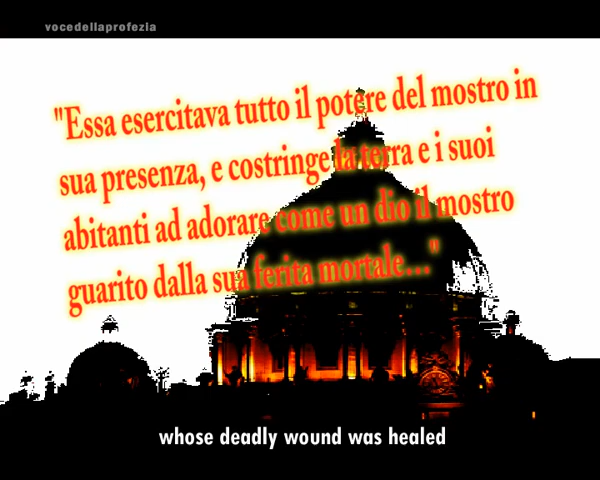 vocedellaprofezia
"Essa esercitava tutto il potere del mostro in
sua presenza, e costringe la terra e i suoi
abitanti ad adorare come un dio il mostro
guarito dalla sua ferita mortale..."
whose deadly wound was healed